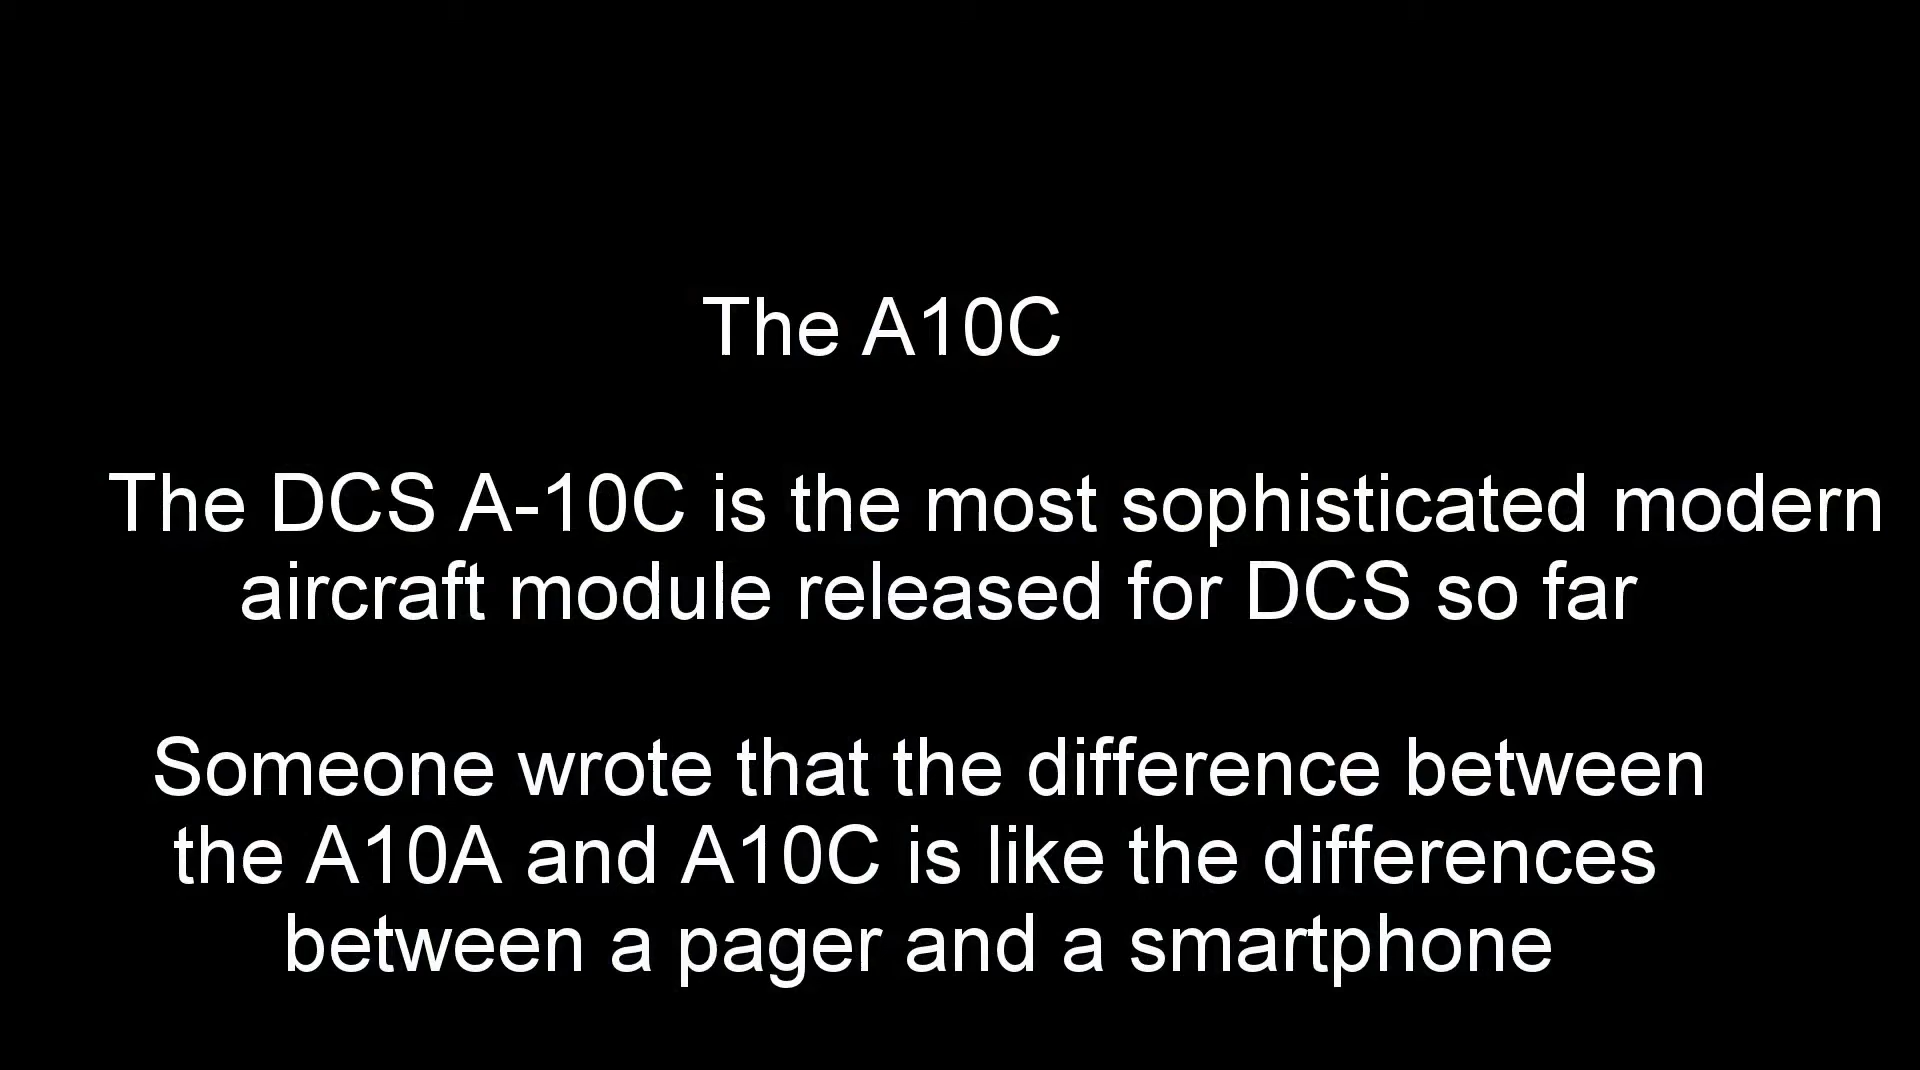 The A10C
The DCS A-10C is the most sophisticated modern
aircraft module released for DCS so far
Someone wrote that the difference between
the A10A and A10C is like the differences
between a pager and a smartphone